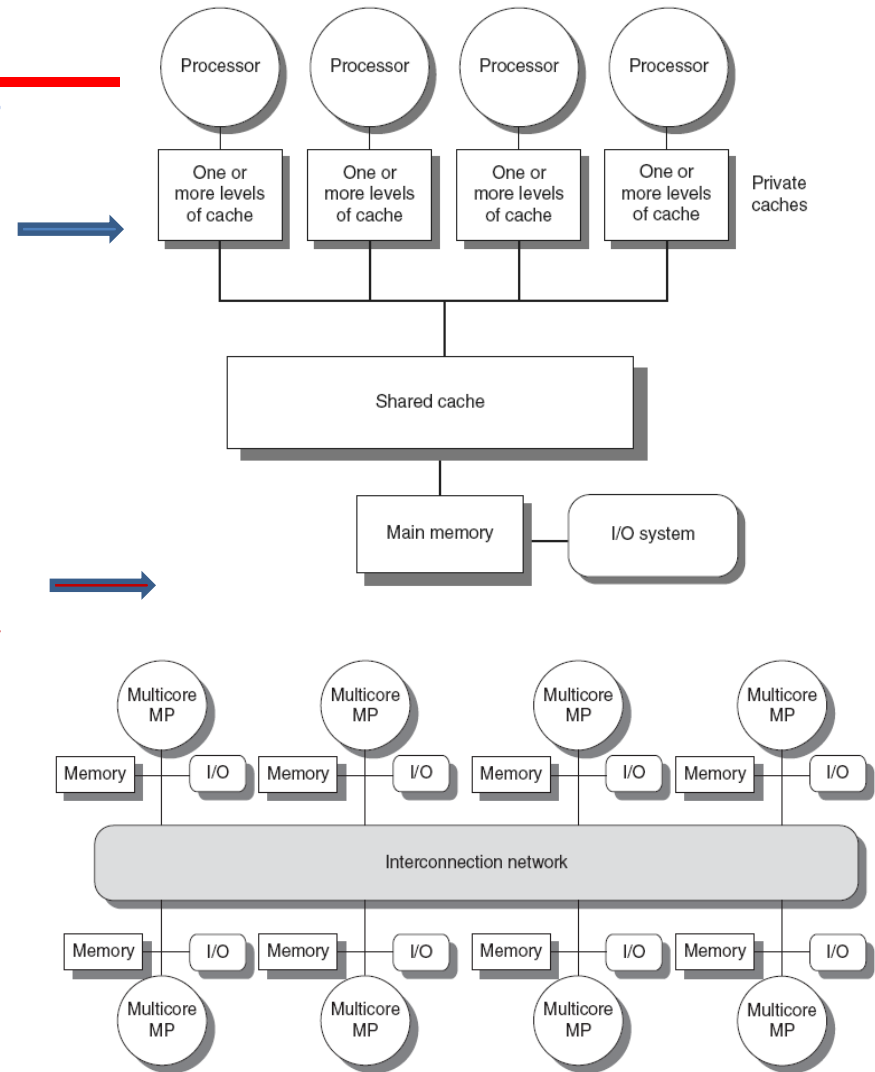 Processor
Processor
Processor
Processor
One or
more levels
of cache
One or
more levels
of cache
One or
more levels
of cache
One or
more levels
of cache
Private
caches
Shared cache
Main memory
I/O system
Multicore
MP
Multicore
MP
Multicore
MP
Multicore
MP
Memory
I/O
Memory
I/O
Memory
I/O
Memory
I/O
Interconnection network
Memory
I/O
Memory
I/O
Memory
I/O
Memory
I/O
Multicore
MP
Multicore
MP
Multicore
MP
Multicore
MP